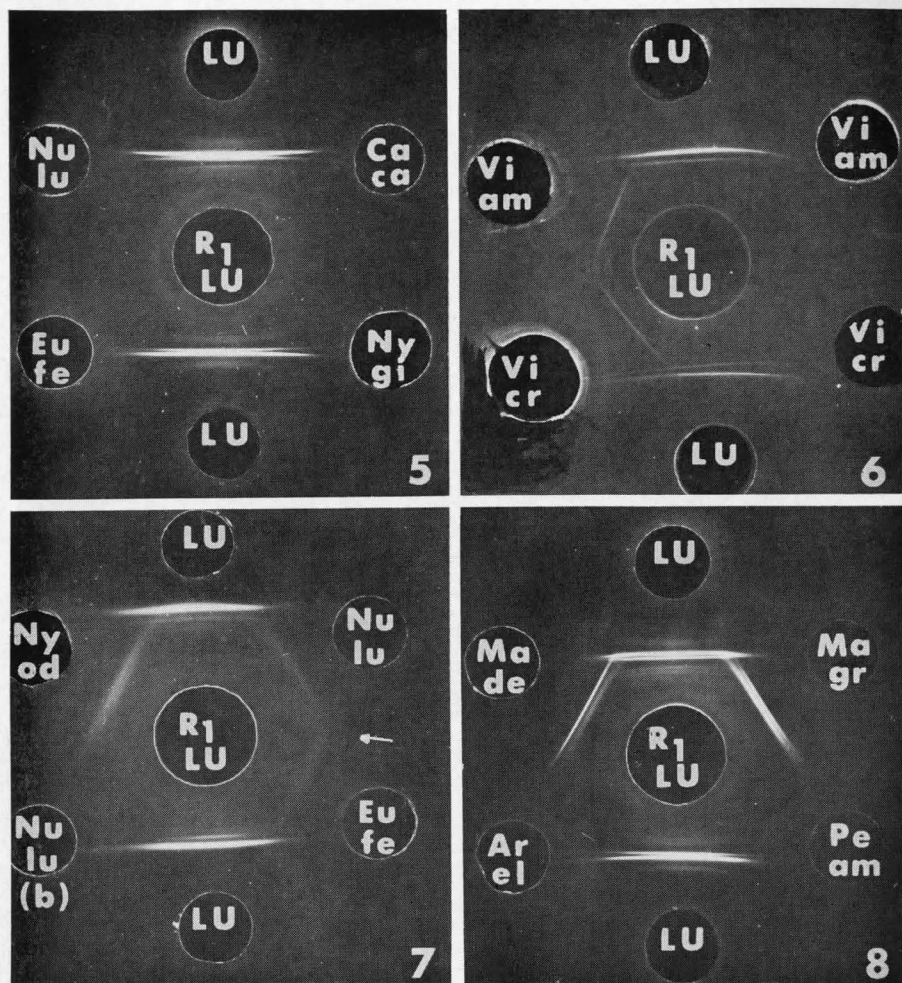 LU
Nu
lu
Ca
ca
R1
LU
Eu
fe
Ny
gi
LU
5
LU
Vi
am
Vi
am
R1
LU
Vi
cr
Vi
cr
LU
6
LU
Ny
od
Nu
lu
R1
LU
Nu
lu
(b)
Eu
fe
LU
7
LU
Ma
de
Ma
gr
R1
LU
Ar
el
Pe
am
LU
8